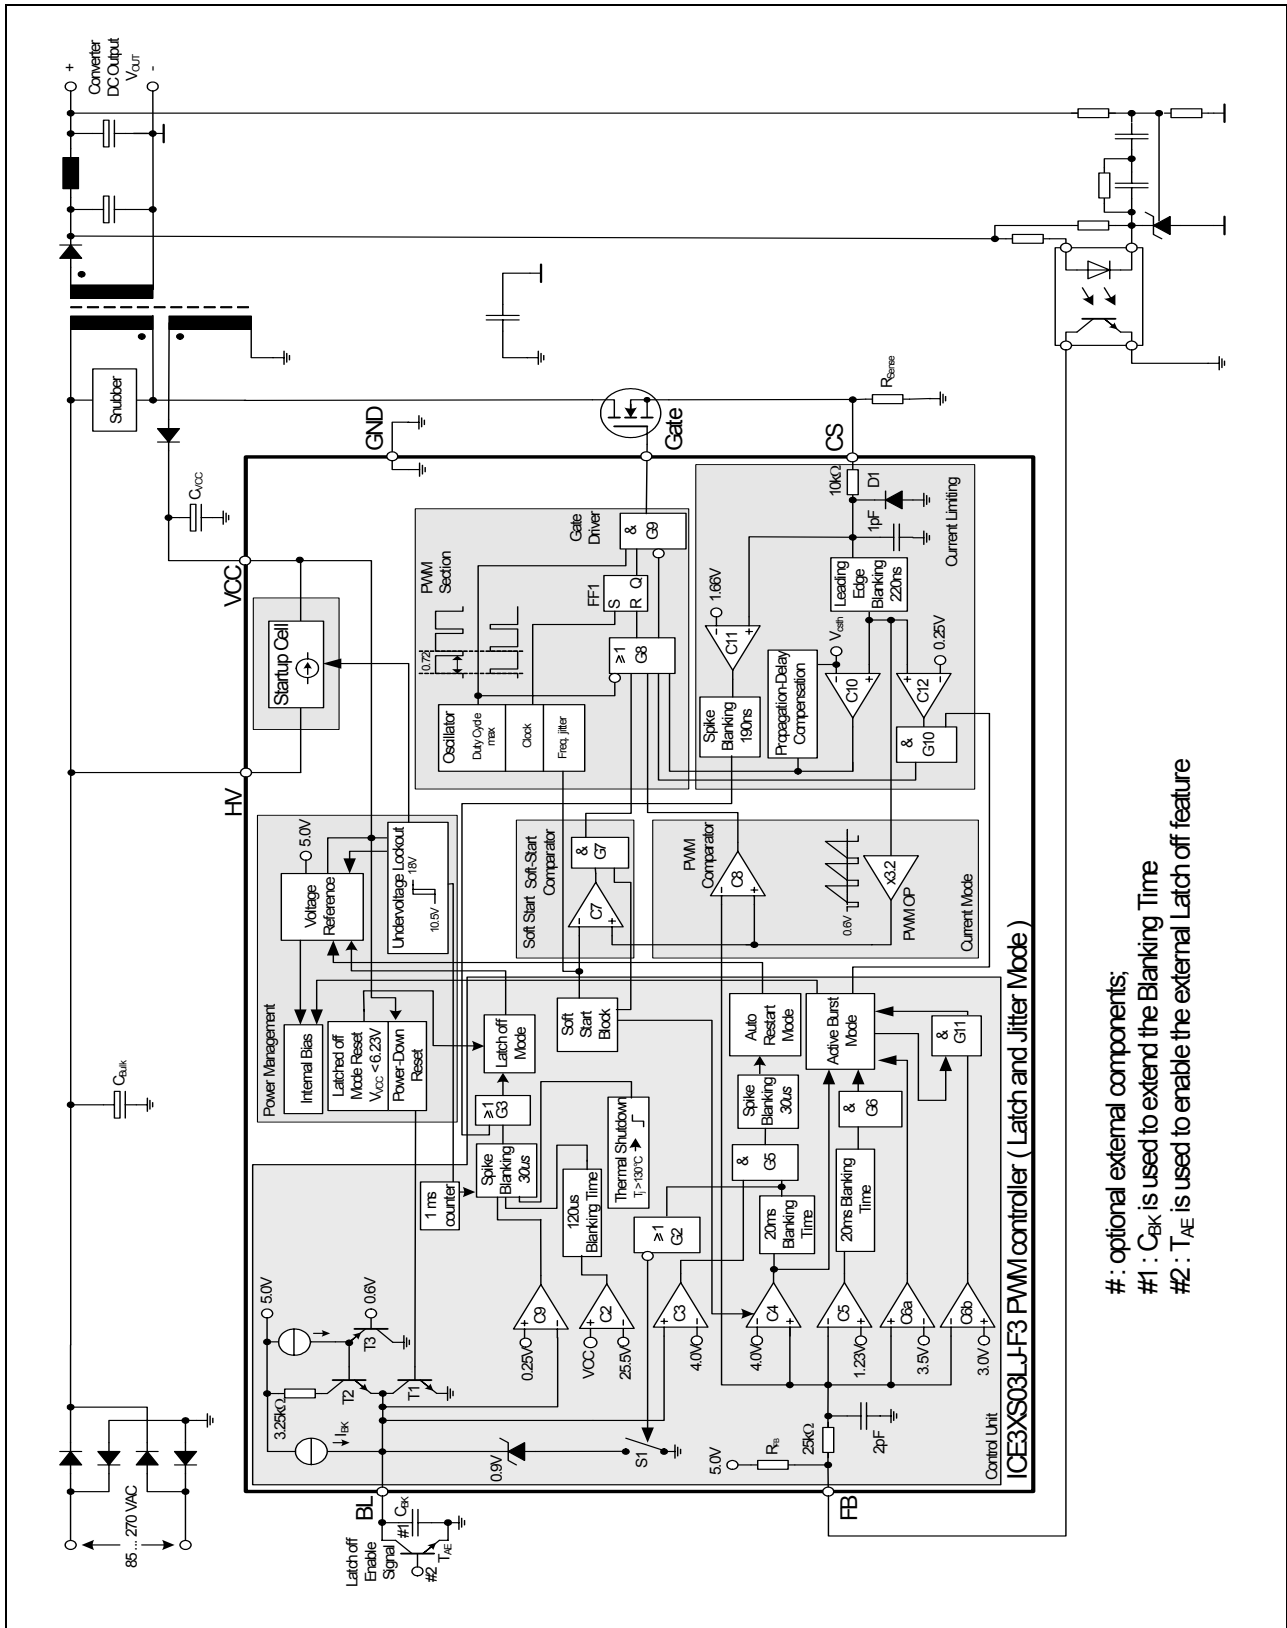 85 ... 270 VAC
CBulk
Snubber
+
Converter
DC Output
VOUT
-
CVCC
HV
VCC
GND
Startup Cell
Power Management
Internal Bias
Voltage
Reference
5.0V
Latched off
Mode Reset
VVCC < 6.23V
Power-Down
Reset
Undervoltage Lockout
18V
10.5V
Latch off
Enable
Signal
#1
CBK
#2
TAE
BL
5.0V
3.25kΩ
IBK
T2
T3
0.6V
T1
0.9V
S1
1 ms
counter
0.25V
+
-
C9
VCC
25.5V
+
-
C2
120us
Blanking Time
Spike
Blanking
30us
≥1
G3
Latch off
Mode
Thermal Shutdown
Tj >130°C
≥1
G2
4.0V
+
-
C3
4.0V
-
+
C4
20ms
Blanking
Time
&
G5
Spike
Blanking
30us
Auto
Restart
Mode
1.23V
-
+
C5
20ms Blanking
Time
&
G6
Active Burst
Mode
3.5V
+
-
C6a
3.0V
-
+
C6b
&
G11
5.0V
RFB
25kΩ
2pF
FB
Control Unit
Soft
Start
Block
Soft Start
Soft-Start
Comparator
-
+
C7
&
G7
PWM
Comparator
-
+
C8
0.6V
x3.2
PWM OP
Current Mode
PWM
Section
0.72
Oscillator
Duty Cycle
max
Clock
Freq. jitter
≥1
G8
FF1
S
R
Q
Gate
Driver
&
G9
Gate
1.66V
-
+
C11
Spike
Blanking
190ns
Propagation-Delay
Compensation
Vcsth
-
+
C10
Leading
Edge
Blanking
220ns
0.25V
+
-
C12
&
G10
10kΩ
D1
1pF
Current Limiting
CS
RSense
ICE3XS03LJ-F3 PWM controller ( Latch and Jitter Mode )
# : optional external components;
#1 : CBK is used to extend the Blanking Time
#2 : TAE is used to enable the external Latch off feature